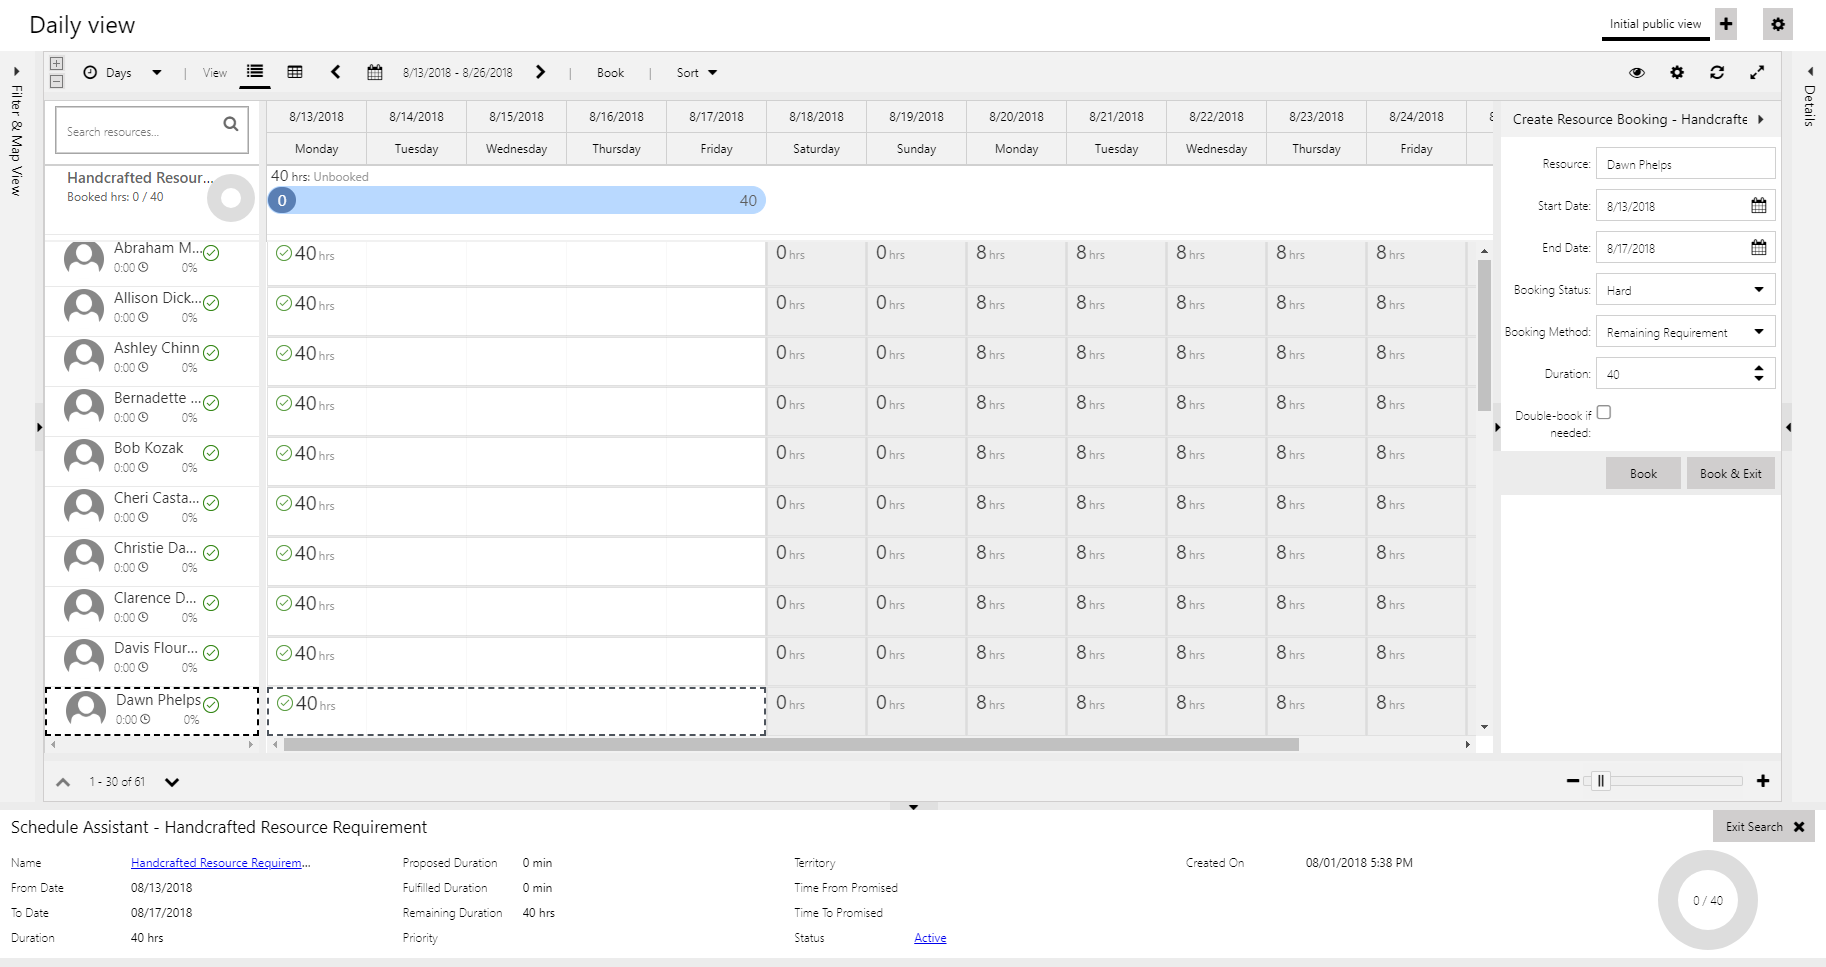 Daily view
Initial public view
Filter & Map View
Days
View
8/13/2018 - 8/26/2018
Book
Sort
Details
Search resources...
8/13/2018 8/14/2018 8/15/2018 8/16/2018 8/17/2018 8/18/2018 8/19/2018 8/20/2018 8/21/2018 8/22/2018 8/23/2018 8/24/2018
Monday Tuesday Wednesday Thursday Friday Saturday Sunday Monday Tuesday Wednesday Thursday Friday
Handcrafted Resour...
Booked hrs: 0 / 40
40 hrs: Unbooked
0 40
Abraham M... 0:00 0% 40 hrs 0 hrs 0 hrs 8 hrs 8 hrs 8 hrs 8 hrs 8 hrs
Allison Dick... 0:00 0% 40 hrs 0 hrs 0 hrs 8 hrs 8 hrs 8 hrs 8 hrs 8 hrs
Ashley Chinn 0:00 0% 40 hrs 0 hrs 0 hrs 8 hrs 8 hrs 8 hrs 8 hrs 8 hrs
Bernadette ... 0:00 0% 40 hrs 0 hrs 0 hrs 8 hrs 8 hrs 8 hrs 8 hrs 8 hrs
Bob Kozak 0:00 0% 40 hrs 0 hrs 0 hrs 8 hrs 8 hrs 8 hrs 8 hrs 8 hrs
Cheri Casta... 0:00 0% 40 hrs 0 hrs 0 hrs 8 hrs 8 hrs 8 hrs 8 hrs 8 hrs
Christie Da... 0:00 0% 40 hrs 0 hrs 0 hrs 8 hrs 8 hrs 8 hrs 8 hrs 8 hrs
Clarence D... 0:00 0% 40 hrs 0 hrs 0 hrs 8 hrs 8 hrs 8 hrs 8 hrs 8 hrs
Davis Flour... 0:00 0% 40 hrs 0 hrs 0 hrs 8 hrs 8 hrs 8 hrs 8 hrs 8 hrs
Dawn Phelps 0:00 0% 40 hrs 0 hrs 0 hrs 8 hrs 8 hrs 8 hrs 8 hrs 8 hrs
1 - 30 of 61
Create Resource Booking - Handcrafte
Resource: Dawn Phelps
Start Date: 8/13/2018
End Date: 8/17/2018
Booking Status: Hard
Booking Method: Remaining Requirement
Duration: 40
Double-book if
needed:
Book Book & Exit
Schedule Assistant - Handcrafted Resource Requirement
Exit Search
Name Handcrafted Resource Requirem... Proposed Duration 0 min Territory Created On 08/01/2018 5:38 PM
From Date 08/13/2018 Fulfilled Duration 0 min Time From Promised
To Date 08/17/2018 Remaining Duration 40 hrs Time To Promised
Duration 40 hrs Priority Status Active
0 / 40